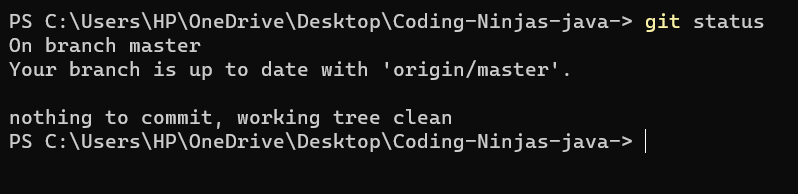 PS C:\Users\HP\OneDrive\Desktop\Coding-Ninjas-java-> git status
On branch master
Your branch is up to date with 'origin/master'.

nothing to commit, working tree clean
PS C:\Users\HP\OneDrive\Desktop\Coding-Ninjas-java->